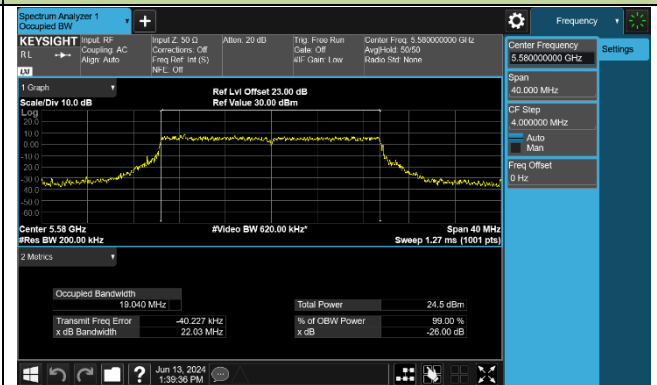 Spectrum Analyzer 1
Occupied BW
Frequency
KEYSIGHT
Input: RF
Coupling: AC
Align: Auto
Input Z: 50 Ω
Corrections: Off
Freq Ref: Int (S)
NFE: Off
Atten: 20 dB
Trig: Free Run
Gate: Off
#IF Gain: Low
Center Freq: 5.580000000 GHz
Avg|Hold: 50/50
Radio Std: None
RL
LXI
Center Frequency
5.580000000 GHz
Settings
Span
40.000 MHz
CF Step
4.000000 MHz
Auto
Man
Freq Offset
0 Hz
1 Graph
Scale/Div 10.0 dB
Ref Lvl Offset 23.00 dB
Ref Value 30.00 dBm
Log
20.0
10.0
0.00
-10.0
-20.0
-30.0
-40.0
-50.0
-60.0
Center 5.58 GHz
#Res BW 200.00 kHz
#Video BW 620.00 kHz*
Span 40 MHz
Sweep 1.27 ms (1001 pts)
2 Metrics
Occupied Bandwidth
19.040 MHz
Total Power 24.5 dBm
Transmit Freq Error -40.227 kHz
% of OBW Power 99.00 %
x dB Bandwidth 22.03 MHz
x dB -26.00 dB
?
Jun 13, 2024
1:39:36 PM